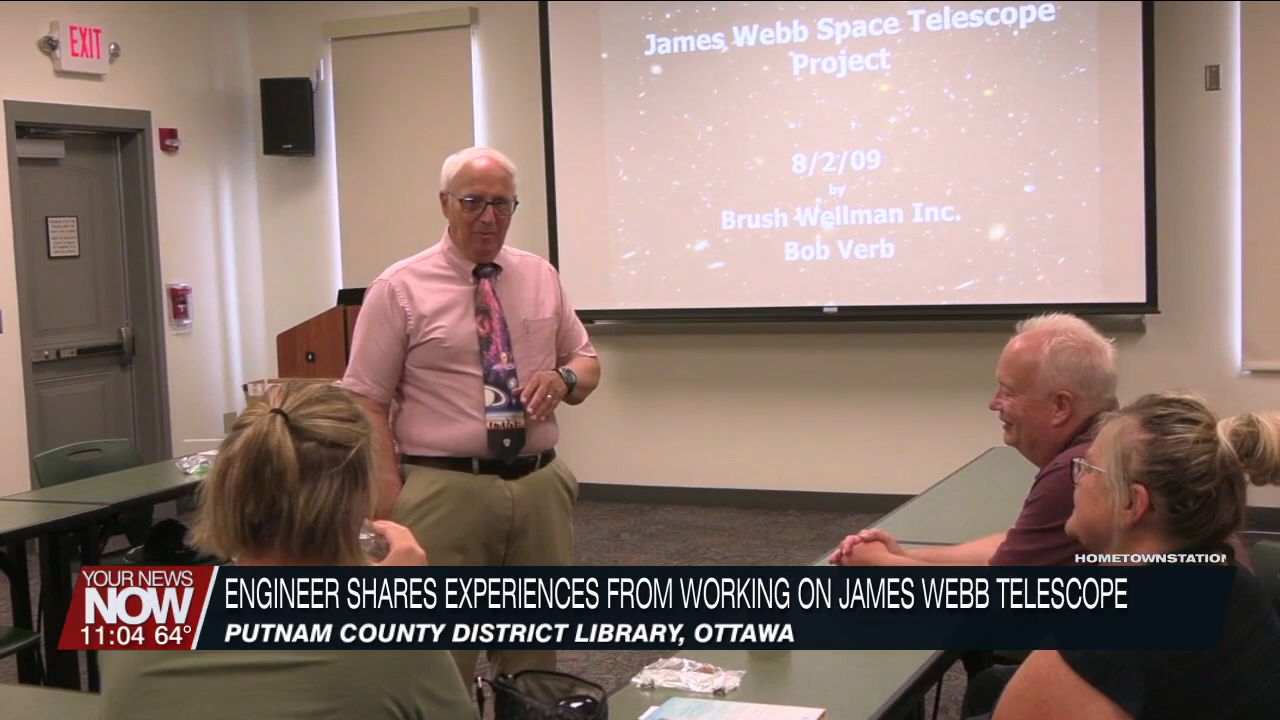 EXIT
James Webb Space Telescope
Project
8/2/09
by
Brush Wellman Inc.
Bob Verb
HOMETOWNSTATION
YOUR NEWS
NOW
11:04 64°
ENGINEER SHARES EXPERIENCES FROM WORKING ON JAMES WEBB TELESCOPE
PUTNAM COUNTY DISTRICT LIBRARY, OTTAWA